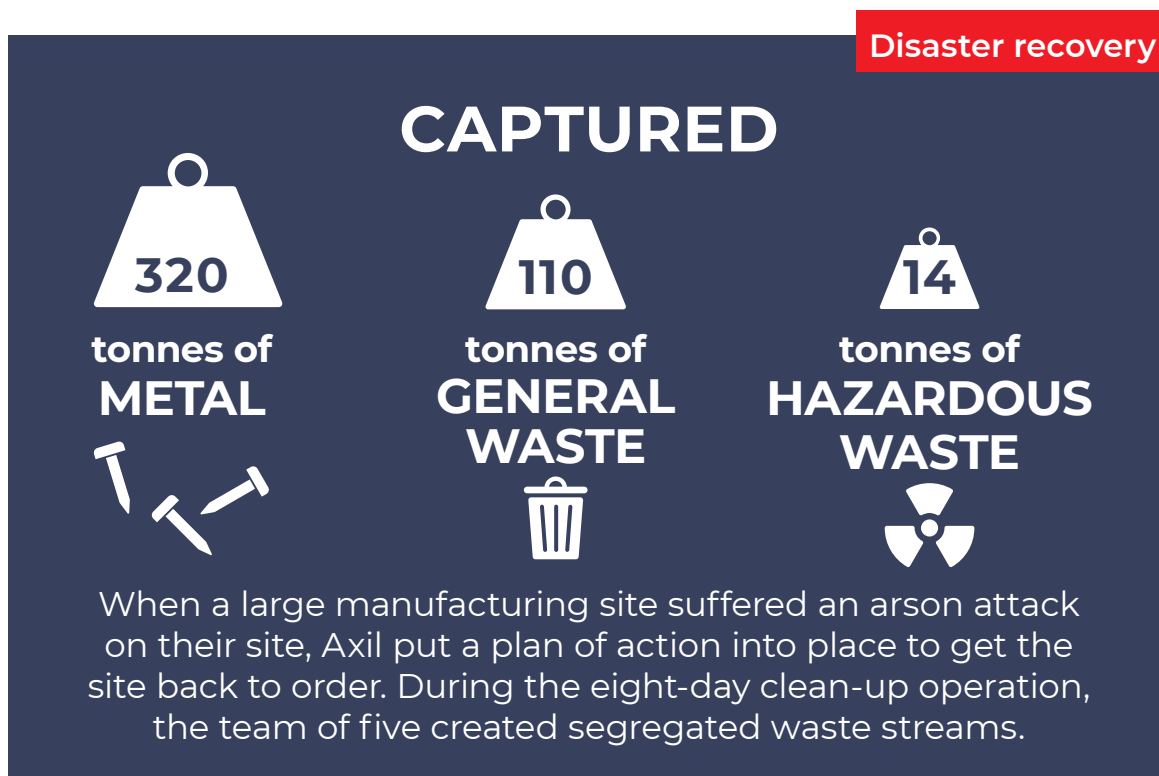 Disaster recovery
CAPTURED
320
tonnes of
METAL
110
tonnes of
GENERAL
WASTE
14
tonnes of
HAZARDOUS
WASTE
When a large manufacturing site suffered an arson attack
on their site, Axil put a plan of action into place to get the
site back to order. During the eight-day clean-up operation,
the team of five created segregated waste streams.